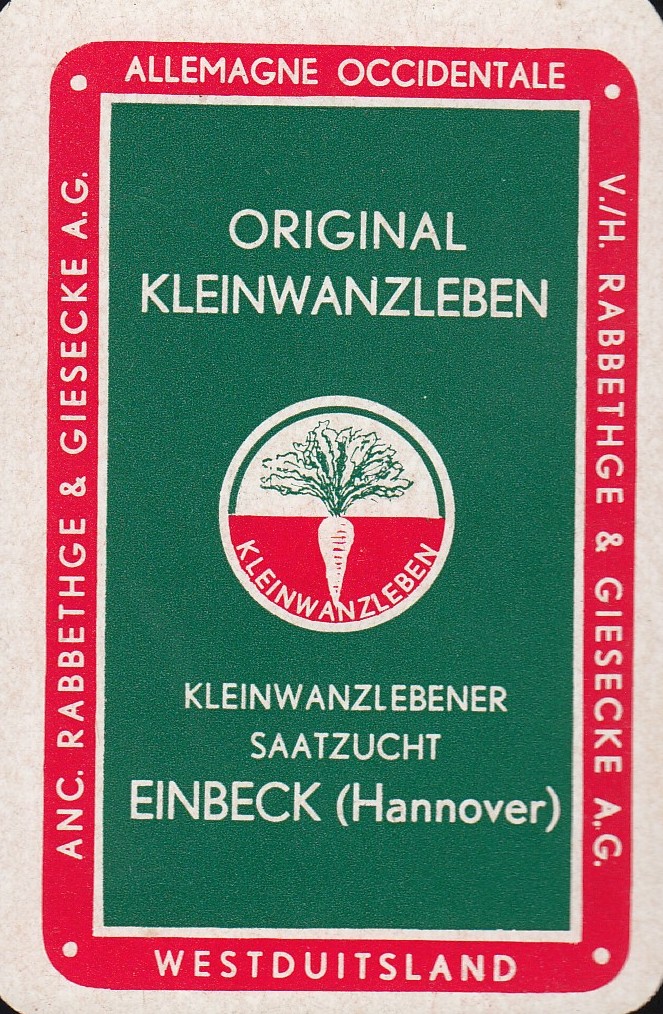 ALLEMAGNE OCCIDENTALE
ANC. RABBETHGE & GIESECKE A.G.
V./H. RABBETHGE & GIESECKE A.G.
ORIGINAL
KLEINWANZLEBEN
KLEINWANZLEBEN
KLEINWANZLEBENER
SAATZUCHT
EINBECK (Hannover)
WESTDUITSLAND